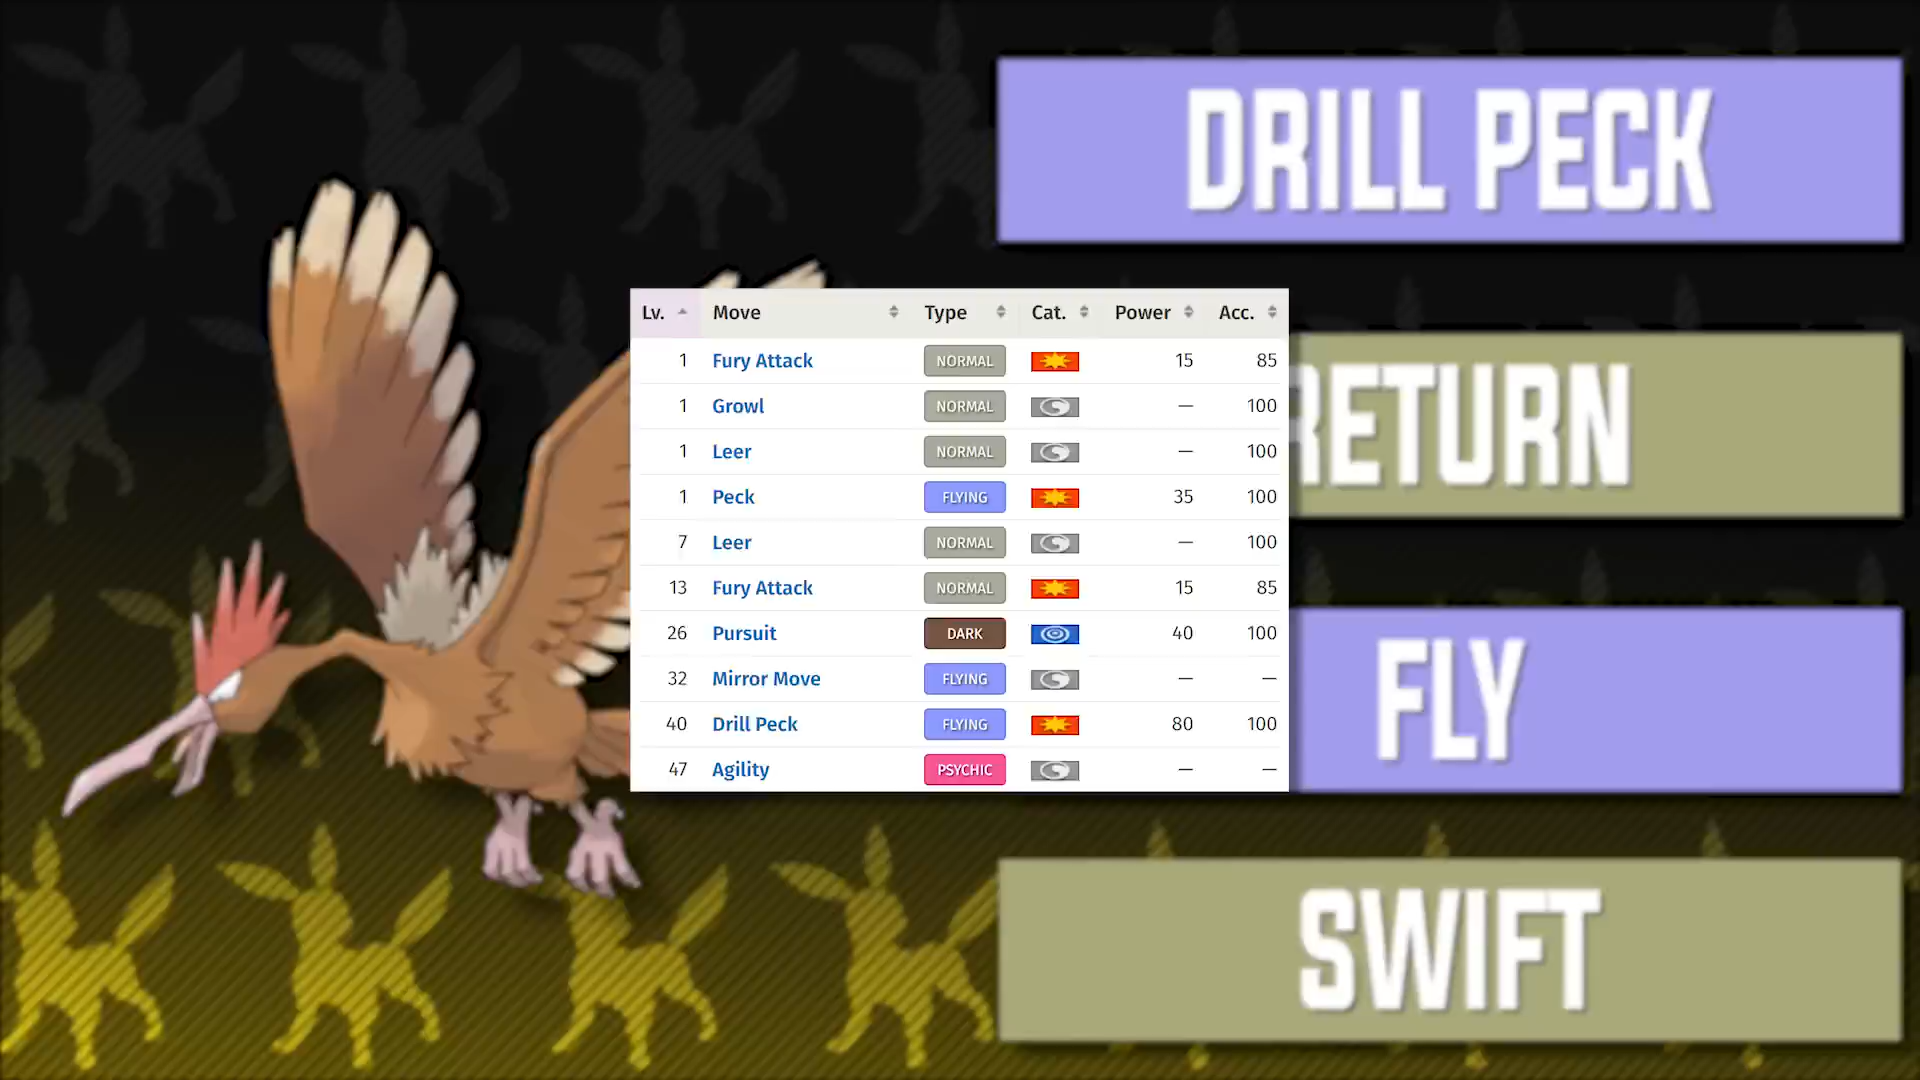 DRILL PECK
RETURN
FLY
SWIFT
Lv. Move Type Cat. Power Acc.
1 Fury Attack NORMAL 15 85
1 Growl NORMAL — 100
1 Leer NORMAL — 100
1 Peck FLYING 35 100
7 Leer NORMAL — 100
13 Fury Attack NORMAL 15 85
26 Pursuit DARK 40 100
32 Mirror Move FLYING — —
40 Drill Peck FLYING 80 100
47 Agility PSYCHIC — —